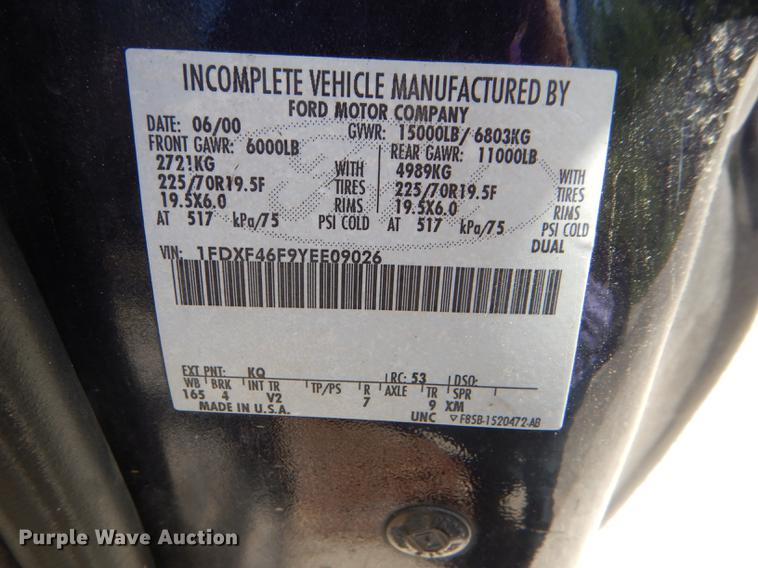 INCOMPLETE VEHICLE MANUFACTURED BY
FORD MOTOR COMPANY
DATE: 06/00 GVWR: 15000LB/ 6803KG
FRONT GAWR: 6000LB REAR GAWR: 11000LB
2721KG WITH 4989KG WITH
225/70R19.5F TIRES 225/70R19.5F TIRES
19.5X6.0 RIMS 19.5X6.0 RIMS
AT 517 kPa/75 PSI COLD AT 517 kPa/75 PSI COLD
DUAL
VIN: 1FDXF46F9YEE09026
EXT PNT: KQ RC: 53 DSO:
WB BRK INT TR TP/PS R AXLE TR SPR
165 4 V2 7 9 XM
MADE IN U.S.A. UNC ▽ F85B-1520472-AB
Purple Wave Auction